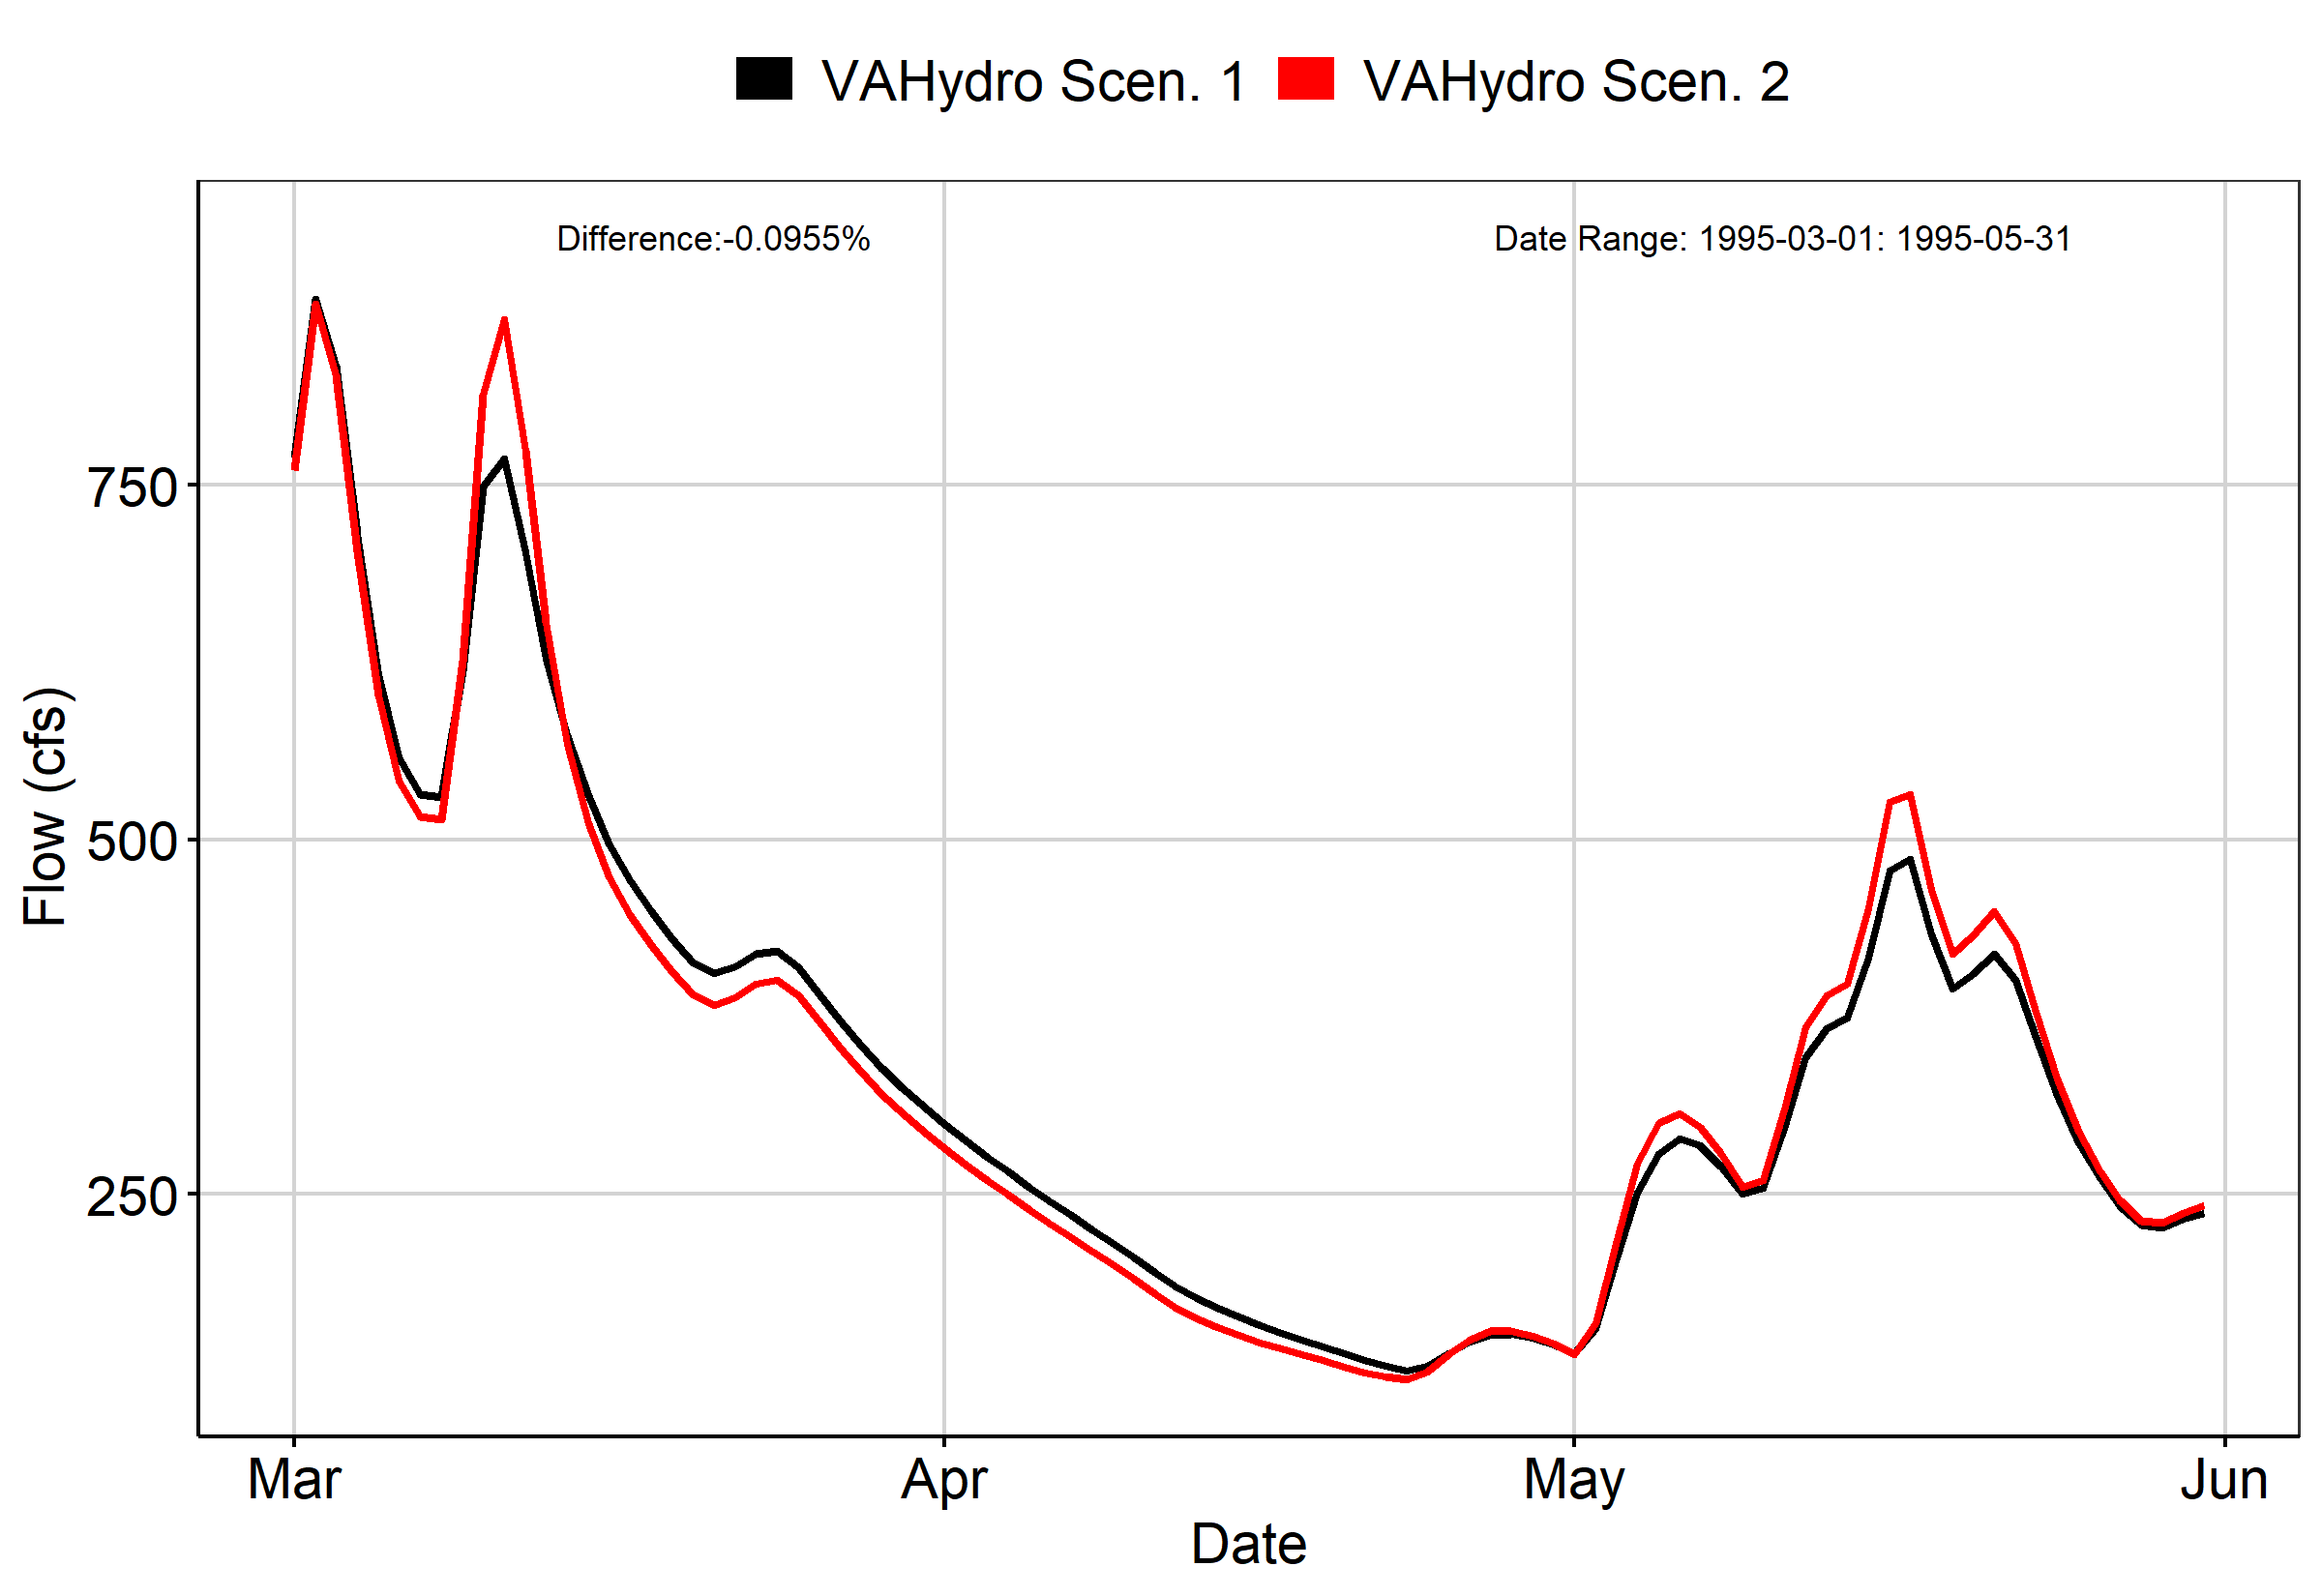 VAHydro Scen. 1 VAHydro Scen. 2
Difference:-0.0955% Date Range: 1995-03-01: 1995-05-31
750
500
250
Flow (cfs)
Mar Apr May Jun
Date